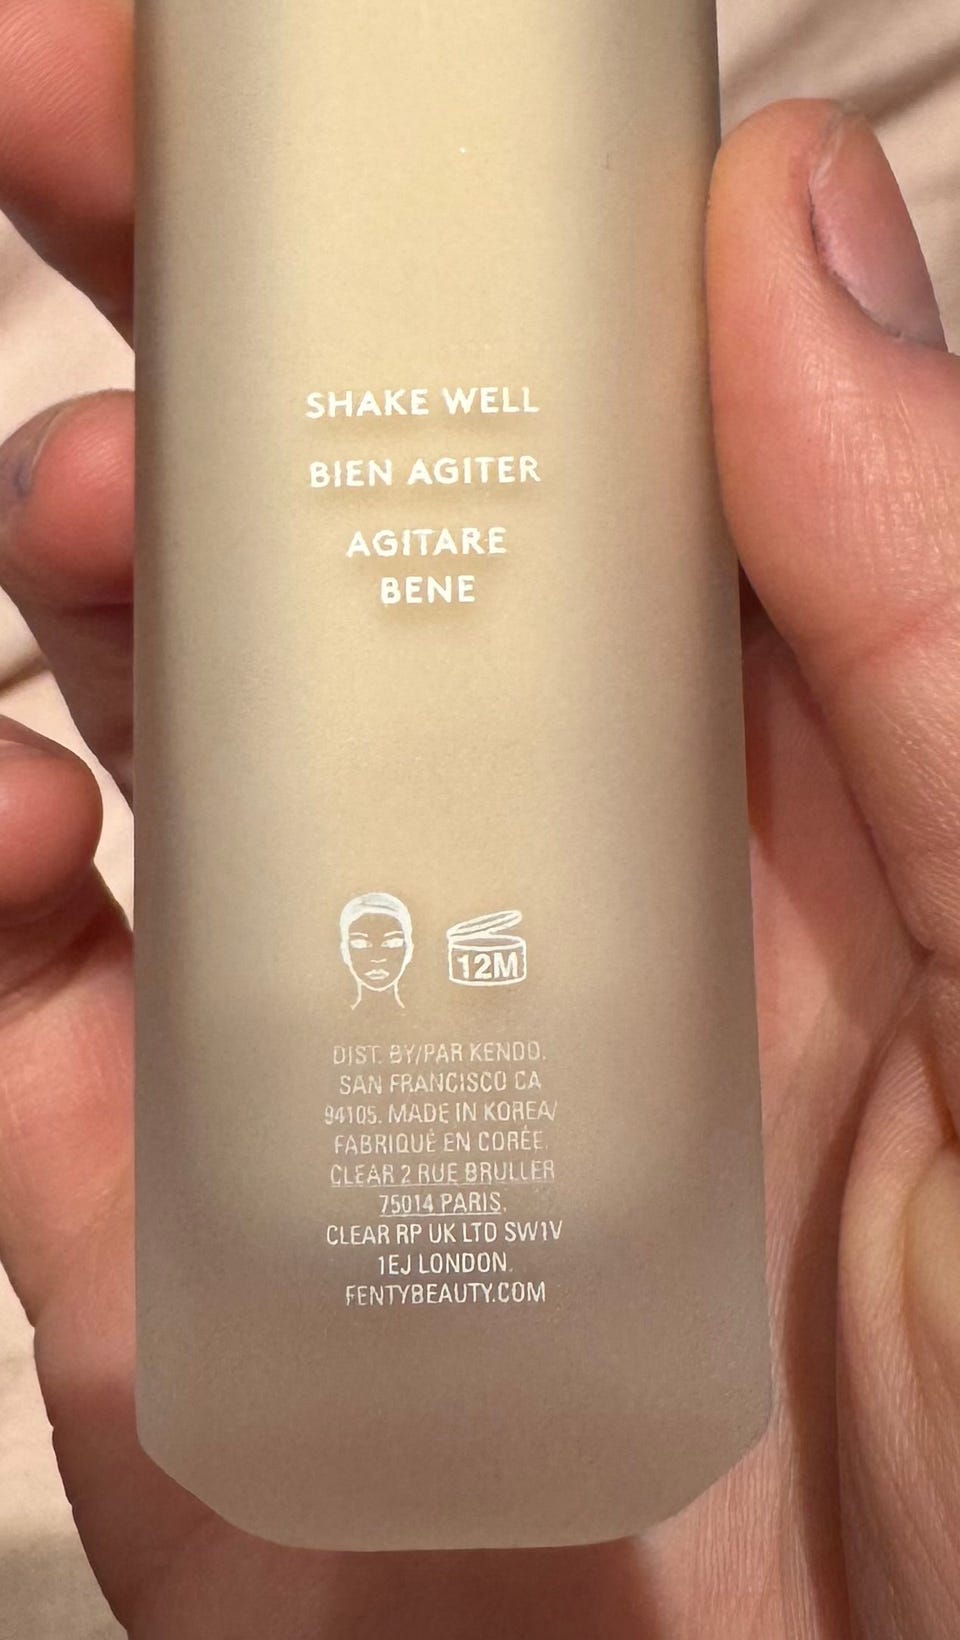 SHAKE WELL
BIEN AGITER
AGITARE
BENE
12M
DIST. BY/PAR KENDO.
SAN FRANCISCO CA
94105. MADE IN KOREA/
FABRIQUÉ EN CORÉE.
CLEAR 2 RUE BRULLER
75014 PARIS.
CLEAR RP UK LTD SW1V
1EJ LONDON.
FENTYBEAUTY.COM